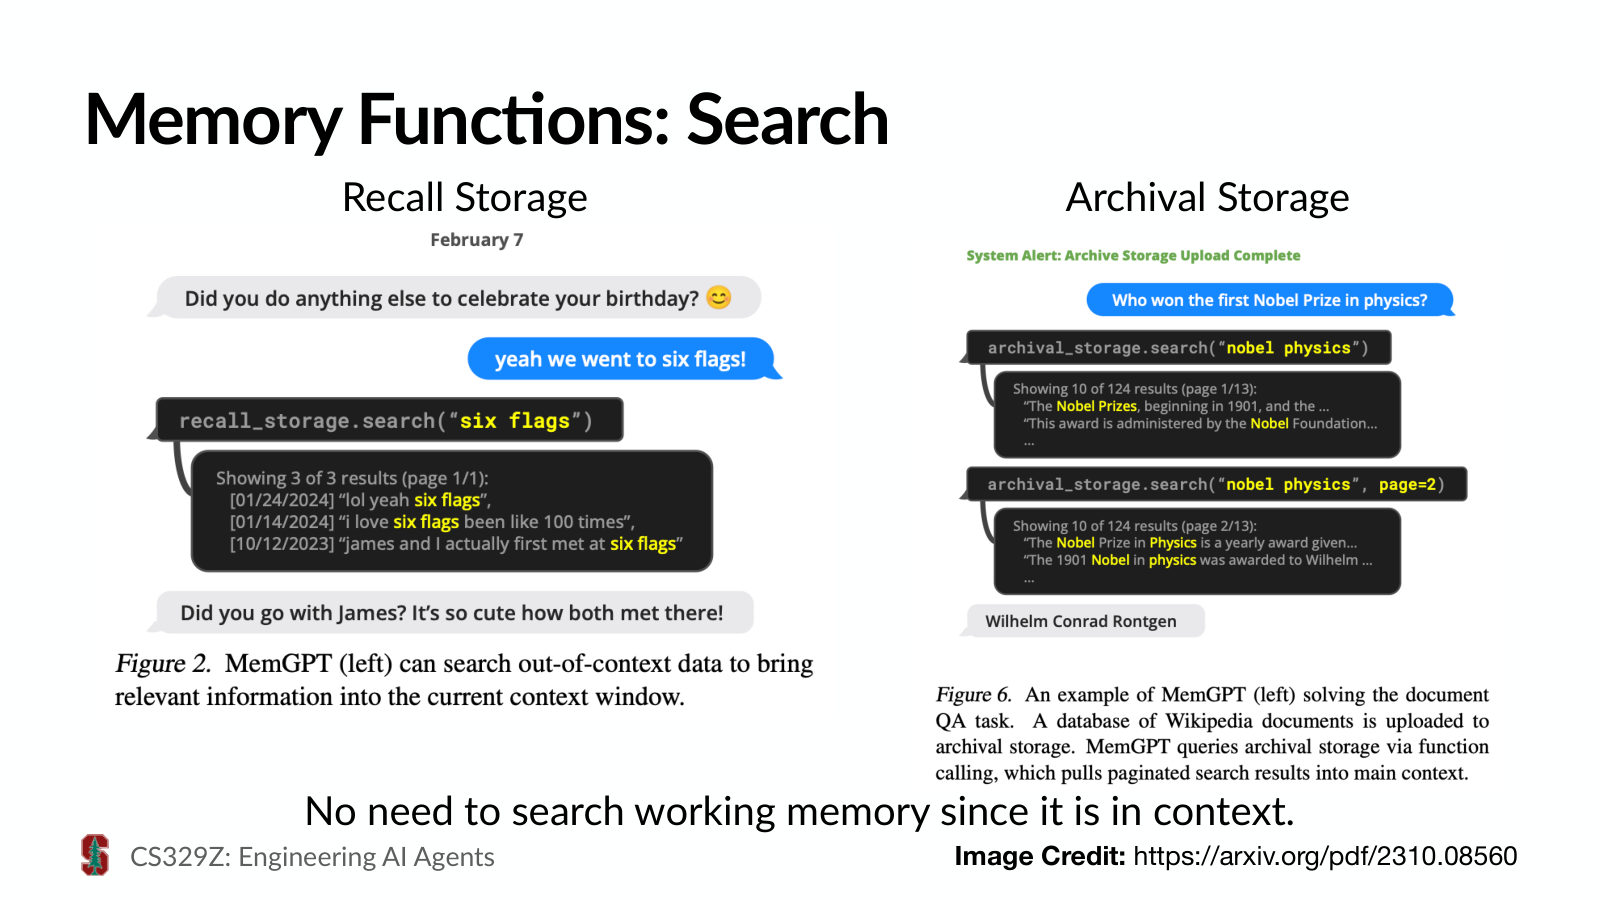 Memory Functions: Search
Recall Storage
February 7
Did you do anything else to celebrate your birthday? 😊
yeah we went to six flags!
recall_storage.search(“six flags”)
Showing 3 of 3 results (page 1/1):
[01/24/2024] “lol yeah six flags”,
[01/14/2024] “i love six flags been like 100 times”,
[10/12/2023] “james and I actually first met at six flags”
Did you go with James? It’s so cute how both met there!
Figure 2. MemGPT (left) can search out-of-context data to bring
relevant information into the current context window.
Archival Storage
System Alert: Archive Storage Upload Complete
Who won the first Nobel Prize in physics?
archival_storage.search(“nobel physics”)
Showing 10 of 124 results (page 1/13):
“The Nobel Prizes, beginning in 1901, and the ...
“This award is administered by the Nobel Foundation...
...
archival_storage.search(“nobel physics”, page=2)
Showing 10 of 124 results (page 2/13):
“The Nobel Prize in Physics is a yearly award given...
“The 1901 Nobel in physics was awarded to Wilhelm ...
...
Wilhelm Conrad Rontgen
Figure 6. An example of MemGPT (left) solving the document
QA task. A database of Wikipedia documents is uploaded to
archival storage. MemGPT queries archival storage via function
calling, which pulls paginated search results into main context.
No need to search working memory since it is in context.
CS329Z: Engineering AI Agents
Image Credit: https://arxiv.org/pdf/2310.08560